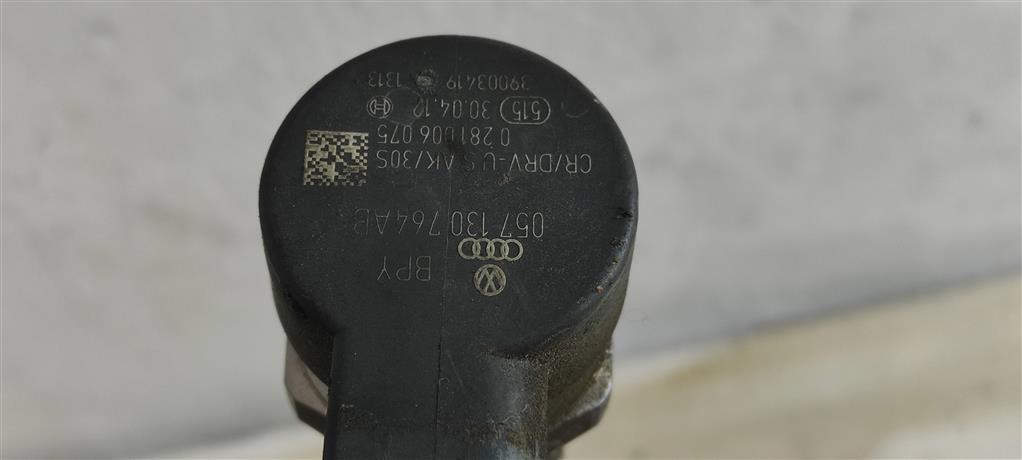 BPY
057 130 764 AB
CR/DRV-U S AK/30S
0 281 006 075
515 30.04.12
39003419 1313